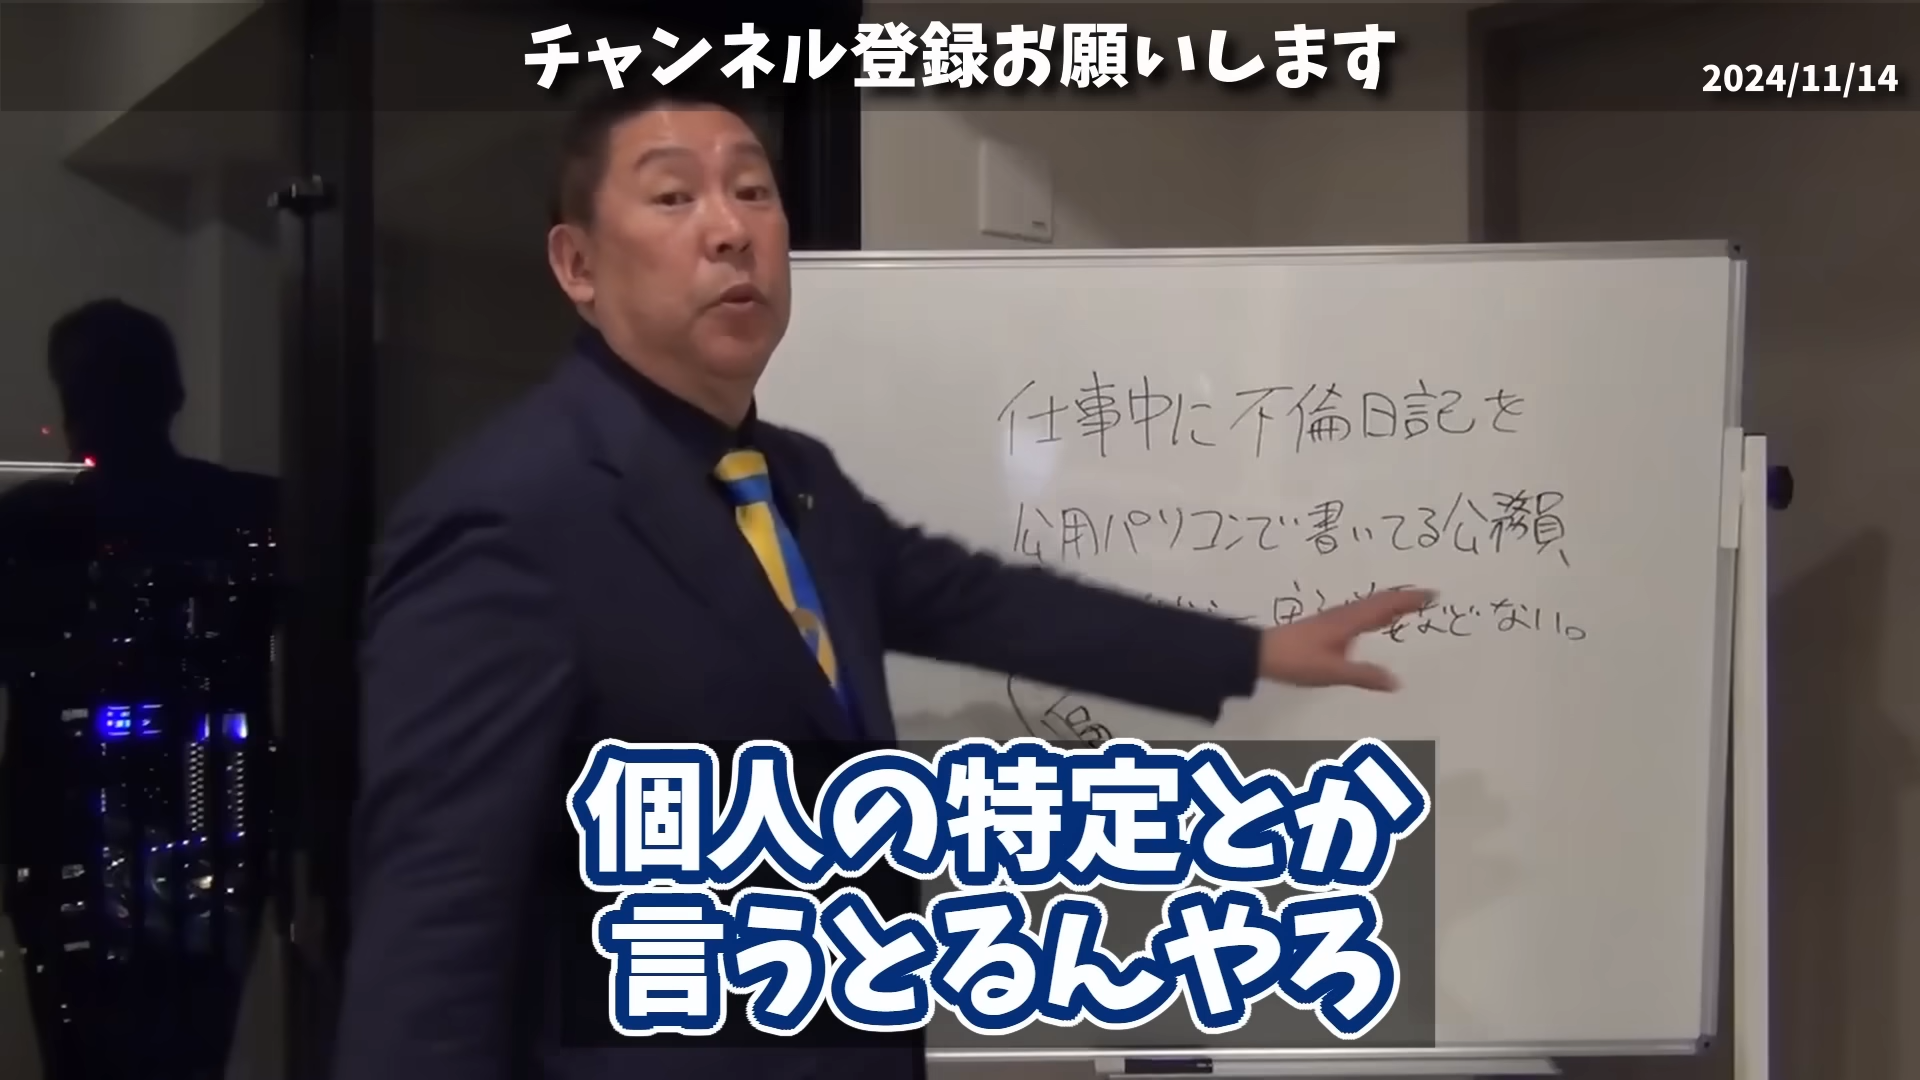 チャンネル登録お願いします
2024/11/14
仕事中に不倫日記を
公用パソコンで書いてる公務員
などない。
個人の特定とか
言うとるんやろ